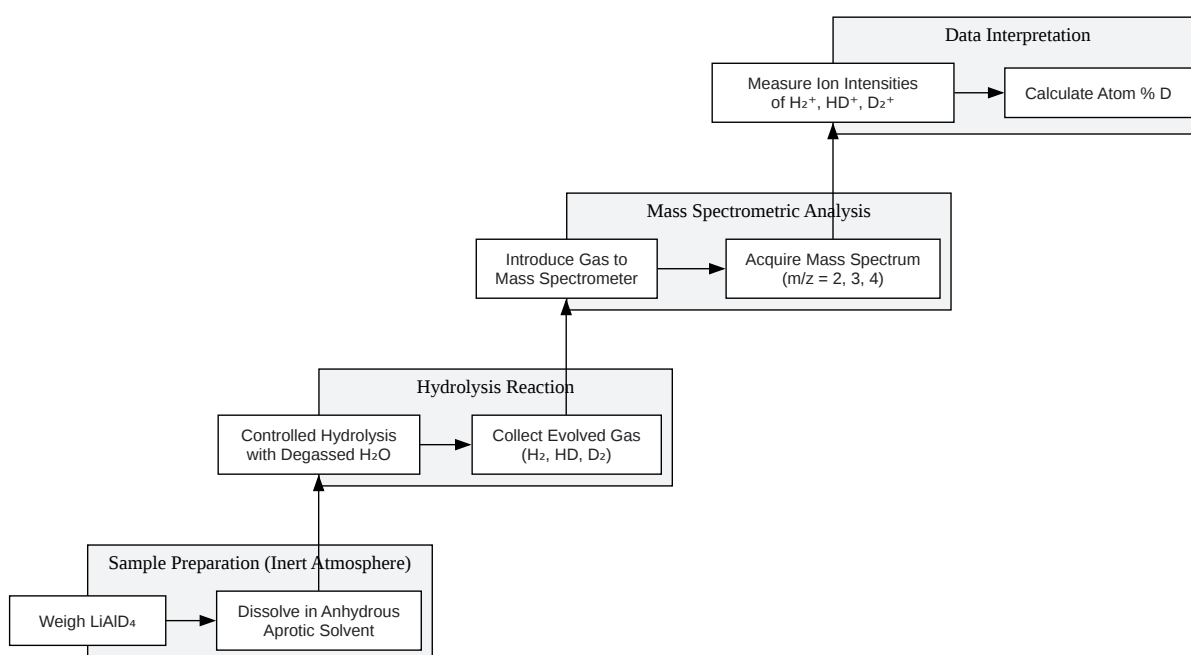 Data Interpretation
Measure Ion Intensities
of H₂⁺, HD⁺, D₂⁺
Calculate Atom % D
Mass Spectrometric Analysis
Introduce Gas to
Mass Spectrometer
Acquire Mass Spectrum
(m/z = 2, 3, 4)
Hydrolysis Reaction
Controlled Hydrolysis
with Degassed H₂O
Collect Evolved Gas
(H₂, HD, D₂)
Sample Preparation (Inert Atmosphere)
Weigh LiAlD₄
Dissolve in Anhydrous
Aprotic Solvent